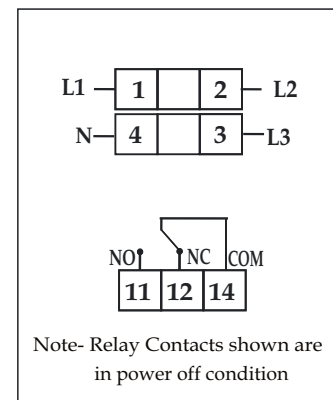 L1 1 2 L2
N 4 3 L3
NO NC COM
11 12 14
Note- Relay Contacts shown are
in power off condition